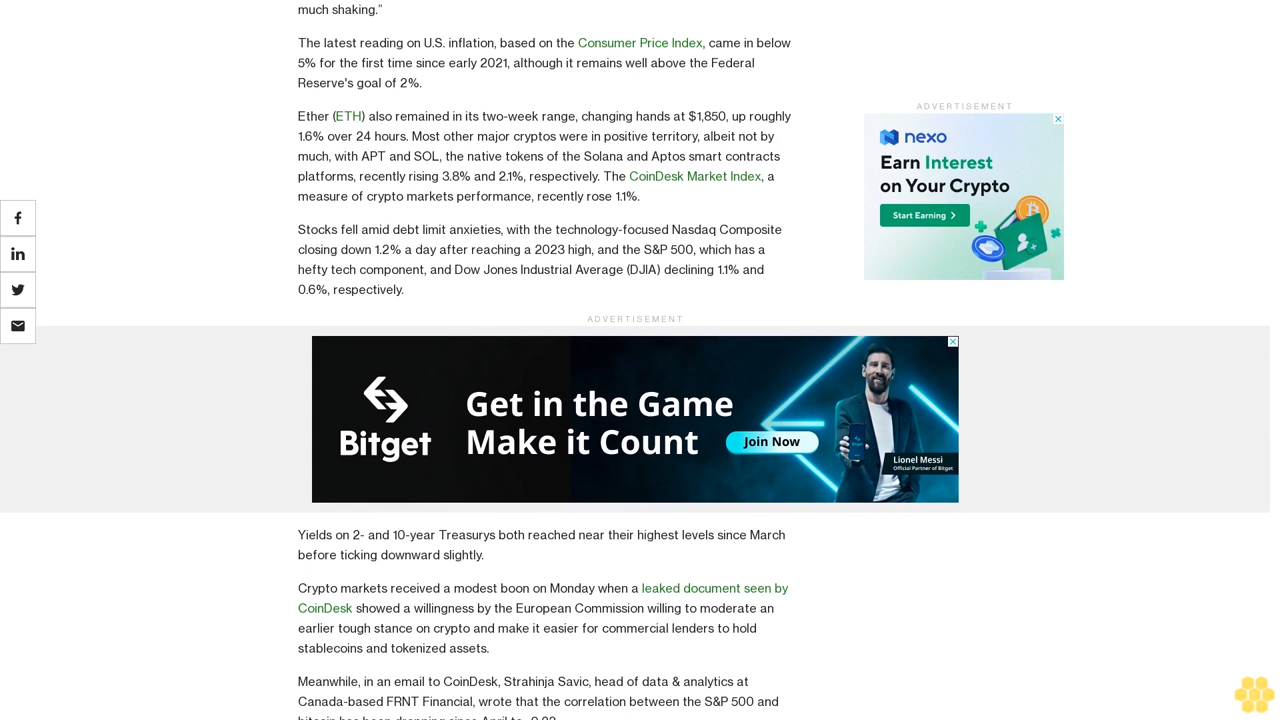 much shaking.”
The latest reading on U.S. inflation, based on the Consumer Price Index, came in below
5% for the first time since early 2021, although it remains well above the Federal
Reserve's goal of 2%.
Ether (ETH) also remained in its two-week range, changing hands at $1,850, up roughly
1.6% over 24 hours. Most other major cryptos were in positive territory, albeit not by
much, with APT and SOL, the native tokens of the Solana and Aptos smart contracts
platforms, recently rising 3.8% and 2.1%, respectively. The CoinDesk Market Index, a
measure of crypto markets performance, recently rose 1.1%.
Stocks fell amid debt limit anxieties, with the technology-focused Nasdaq Composite
closing down 1.2% a day after reaching a 2023 high, and the S&P 500, which has a
hefty tech component, and Dow Jones Industrial Average (DJIA) declining 1.1% and
0.6%, respectively.
ADVERTISEMENT
nexo
Earn Interest
on Your Crypto
Start Earning
ADVERTISEMENT
Bitget
Get in the Game
Make it Count
Join Now
Lionel Messi
Official Partner of Bitget
Yields on 2- and 10-year Treasurys both reached near their highest levels since March
before ticking downward slightly.
Crypto markets received a modest boon on Monday when a leaked document seen by
CoinDesk showed a willingness by the European Commission willing to moderate an
earlier tough stance on crypto and make it easier for commercial lenders to hold
stablecoins and tokenized assets.
Meanwhile, in an email to CoinDesk, Strahinja Savic, head of data & analytics at
Canada-based FRNT Financial, wrote that the correlation between the S&P 500 and
bitcoin has been dropping since April to